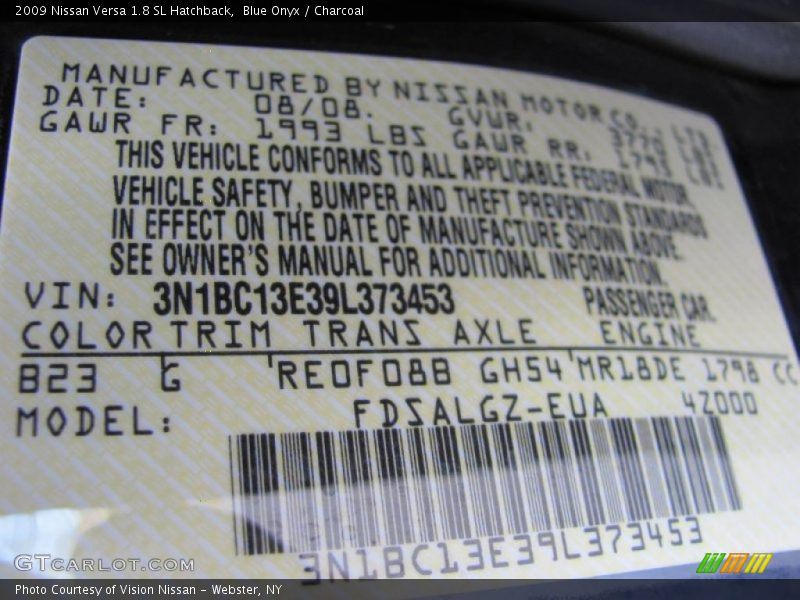 2009 Nissan Versa 1.8 SL Hatchback,  Blue Onyx / Charcoal
MANUFACTURED BY NISSAN MOTOR CO., LTD
DATE: 08/08. GVWR: 3770 LBS
GAWR FR: 1993 LBS GAWR RR: 1793 LBS
THIS VEHICLE CONFORMS TO ALL APPLICABLE FEDERAL MOTOR
VEHICLE SAFETY, BUMPER AND THEFT PREVENTION STANDARDS
IN EFFECT ON THE DATE OF MANUFACTURE SHOWN ABOVE.
SEE OWNER'S MANUAL FOR ADDITIONAL INFORMATION.
VIN: 3N1BC13E39L373453 PASSENGER CAR.
COLOR TRIM TRANS AXLE ENGINE
B23 G RE0F08B GH54 MR18DE 1798 CC
MODEL: FDSALGZ-EUA 4Z000
3N1BC13E39L373453
GTCARLOT.COM
Photo Courtesy of Vision Nissan - Webster, NY